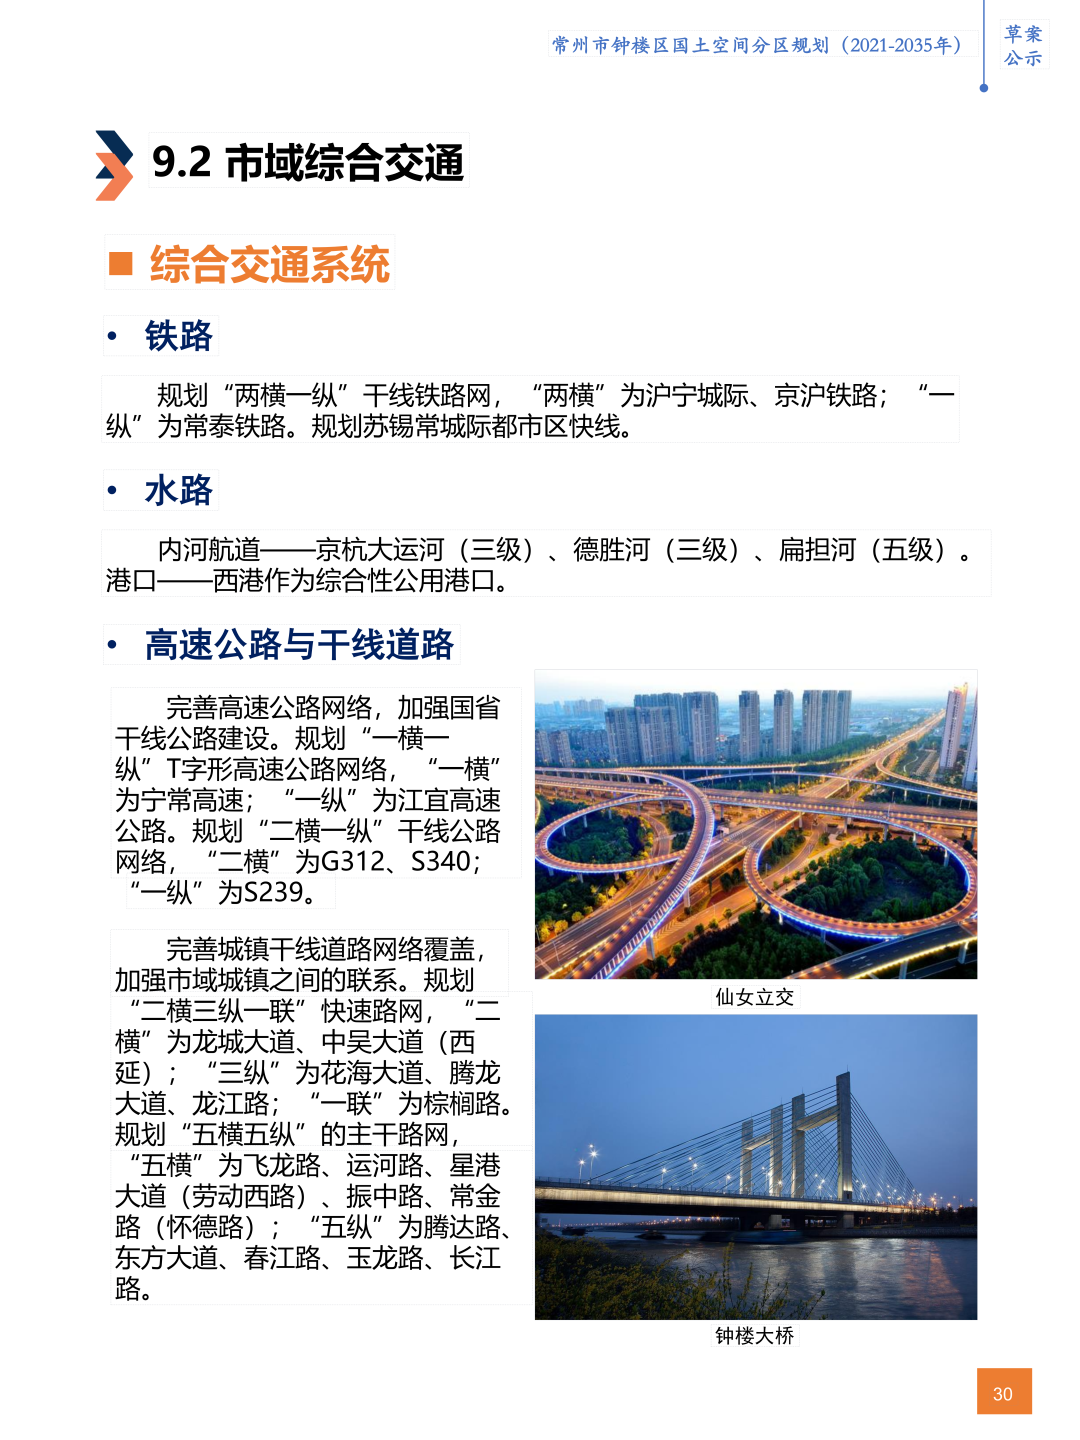 常州市钟楼区国土空间分区规划（2021-2035年）
草案
公示
9.2 市域综合交通
■ 综合交通系统
• 铁路
规划“两横一纵”干线铁路网，“两横”为沪宁城际、京沪铁路；“一
纵”为常泰铁路。规划苏锡常城际都市区快线。
• 水路
内河航道——京杭大运河（三级）、德胜河（三级）、扁担河（五级）。
港口——西港作为综合性公用港口。
• 高速公路与干线道路
完善高速公路网络，加强国省
干线公路建设。规划“一横一
纵”T字形高速公路网络，“一横”
为宁常高速；“一纵”为江宜高速
公路。规划“二横一纵”干线公路
网络，“二横”为G312、S340；
“一纵”为S239。
完善城镇干线道路网络覆盖，
加强市域城镇之间的联系。规划
“二横三纵一联”快速路网，“二
横”为龙城大道、中吴大道（西
延）；“三纵”为花海大道、腾龙
大道、龙江路；“一联”为棕榈路。
规划“五横五纵”的主干路网，
“五横”为飞龙路、运河路、星港
大道（劳动西路）、振中路、常金
路（怀德路）；“五纵”为腾达路、
东方大道、春江路、玉龙路、长江
路。
仙女立交
钟楼大桥
30